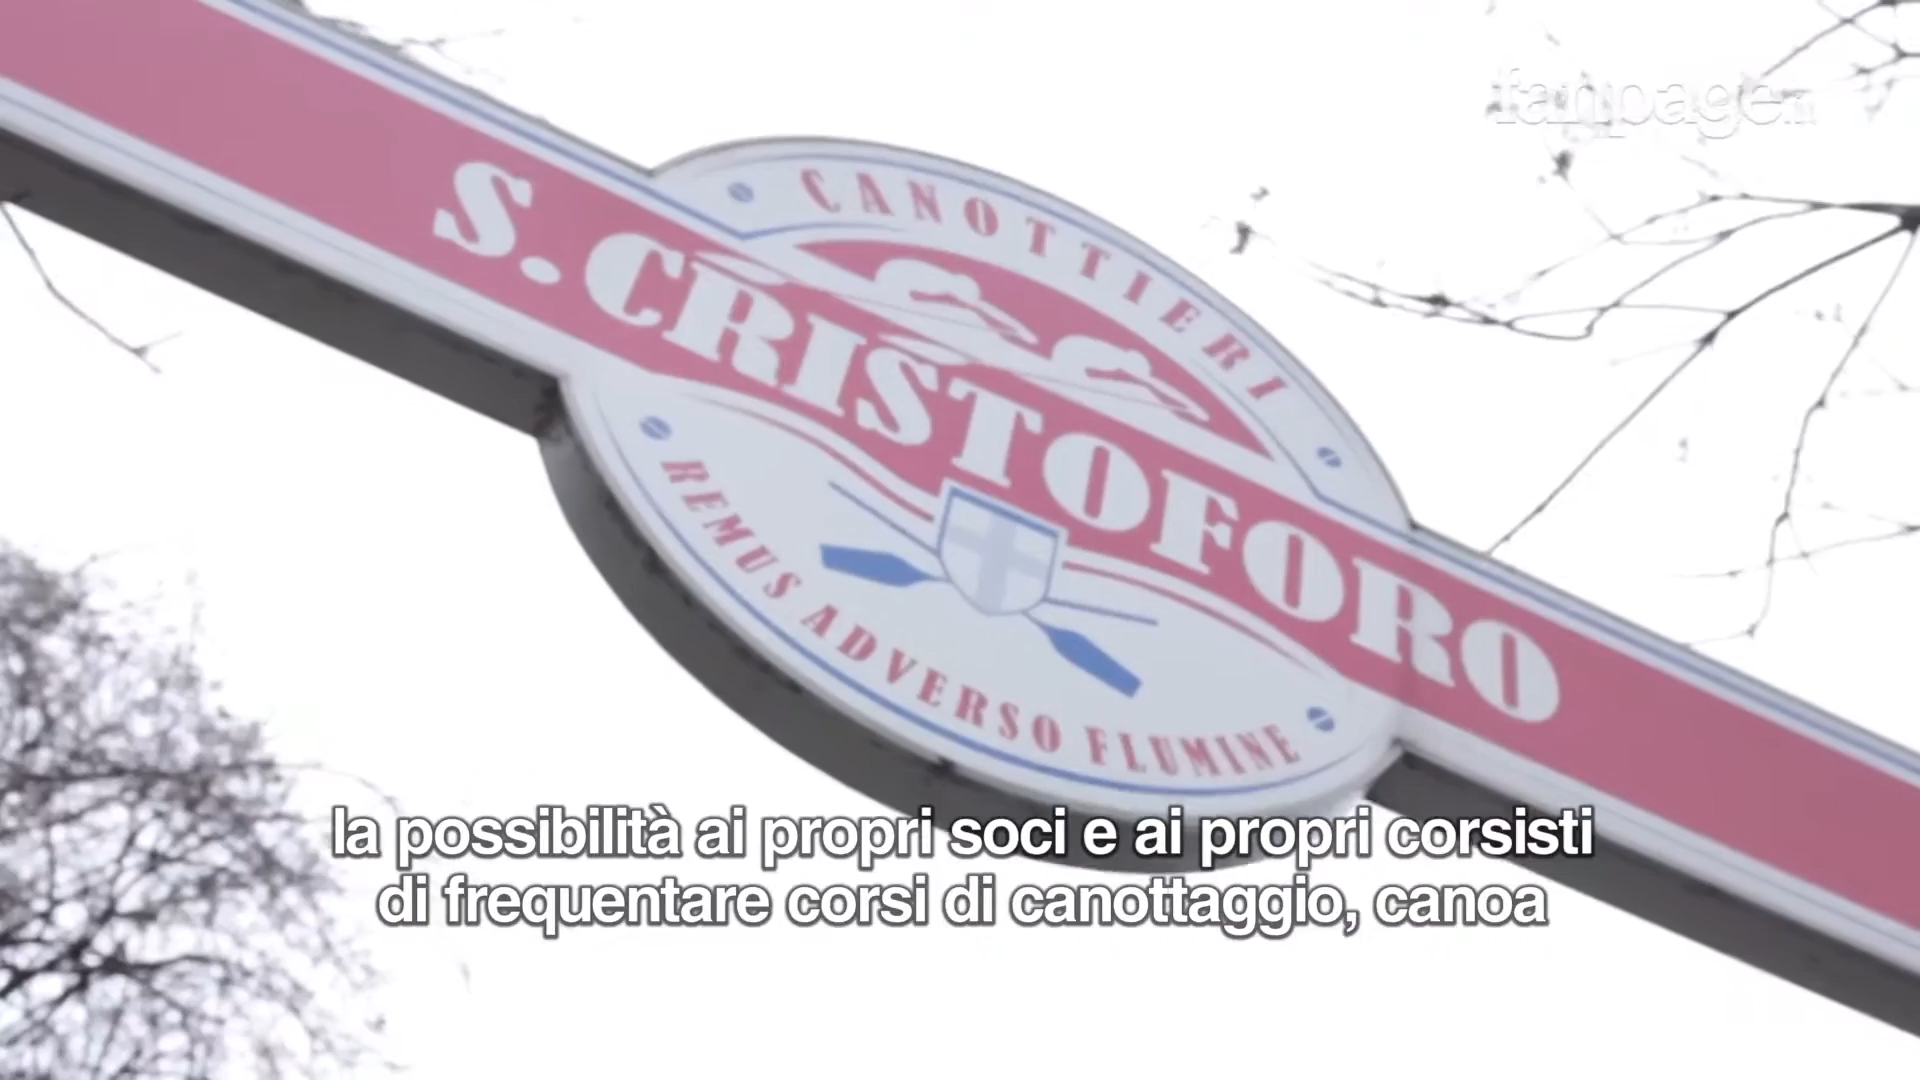 fanpage.it
CANOTTIERI
S. CRISTOFORO
REMUS ADVERSO FLUMINE
la possibilità ai propri soci e ai propri corsisti
di frequentare corsi di canottaggio, canoa